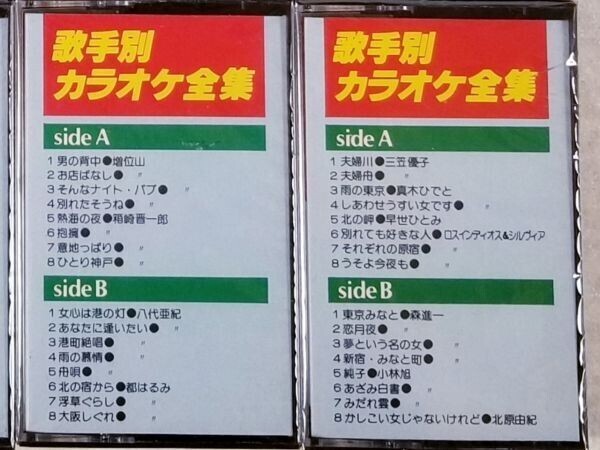 歌手別
カラオケ全集
side A
1 男の背中●増位山
2 お店ばなし● 〃
3 そんなナイト・パブ● 〃
4 別れたそうね● 〃
5 熱海の夜●箱崎晋一郎
6 抱擁● 〃
7 意地っぱり● 〃
8 ひとり神戸● 〃
side B
1 女心は港の灯●八代亜紀
2 あなたに逢いたい● 〃
3 港町絶唱● 〃
4 雨の慕情● 〃
5 舟唄● 〃
6 北の宿から●都はるみ
7 浮草ぐらし● 〃
8 大阪しぐれ● 〃
歌手別
カラオケ全集
side A
1 夫婦川●三笠優子
2 夫婦舟● 〃
3 雨の東京●真木ひでと
4 しあわせうすい女です● 〃
5 北の岬●早世ひとみ
6 別れても好きな人●ロスインディオス&シルヴィア
7 それぞれの原宿● 〃
8 うそよ今夜も● 〃
side B
1 東京みなと●森進一
2 恋月夜● 〃
3 夢という名の女● 〃
4 新宿・みなと町● 〃
5 純子●小林旭
6 あざみ白書● 〃
7 みだれ雲● 〃
8 かしこい女じゃないけれど●北原由紀